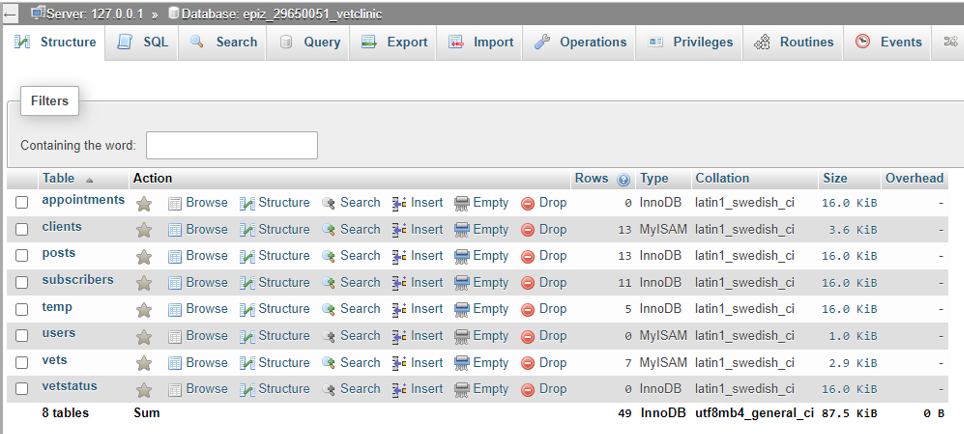 Server: 127.0.0.1 » Database: epiz_29650051_vetclinic
Structure SQL Search Query Export Import Operations Privileges Routines Events
Filters
Containing the word:
Table Action Rows Type Collation Size Overhead
appointments Browse Structure Search Insert Empty Drop 0 InnoDB latin1_swedish_ci 16.0 KiB -
clients Browse Structure Search Insert Empty Drop 13 MyISAM latin1_swedish_ci 3.6 KiB -
posts Browse Structure Search Insert Empty Drop 13 InnoDB latin1_swedish_ci 16.0 KiB -
subscribers Browse Structure Search Insert Empty Drop 11 InnoDB latin1_swedish_ci 16.0 KiB -
temp Browse Structure Search Insert Empty Drop 5 InnoDB latin1_swedish_ci 16.0 KiB -
users Browse Structure Search Insert Empty Drop 0 MyISAM latin1_swedish_ci 1.0 KiB -
vets Browse Structure Search Insert Empty Drop 7 MyISAM latin1_swedish_ci 2.9 KiB -
vetstatus Browse Structure Search Insert Empty Drop 0 InnoDB latin1_swedish_ci 16.0 KiB -
8 tables Sum 49 InnoDB utf8mb4_general_ci 87.5 KiB 0 B